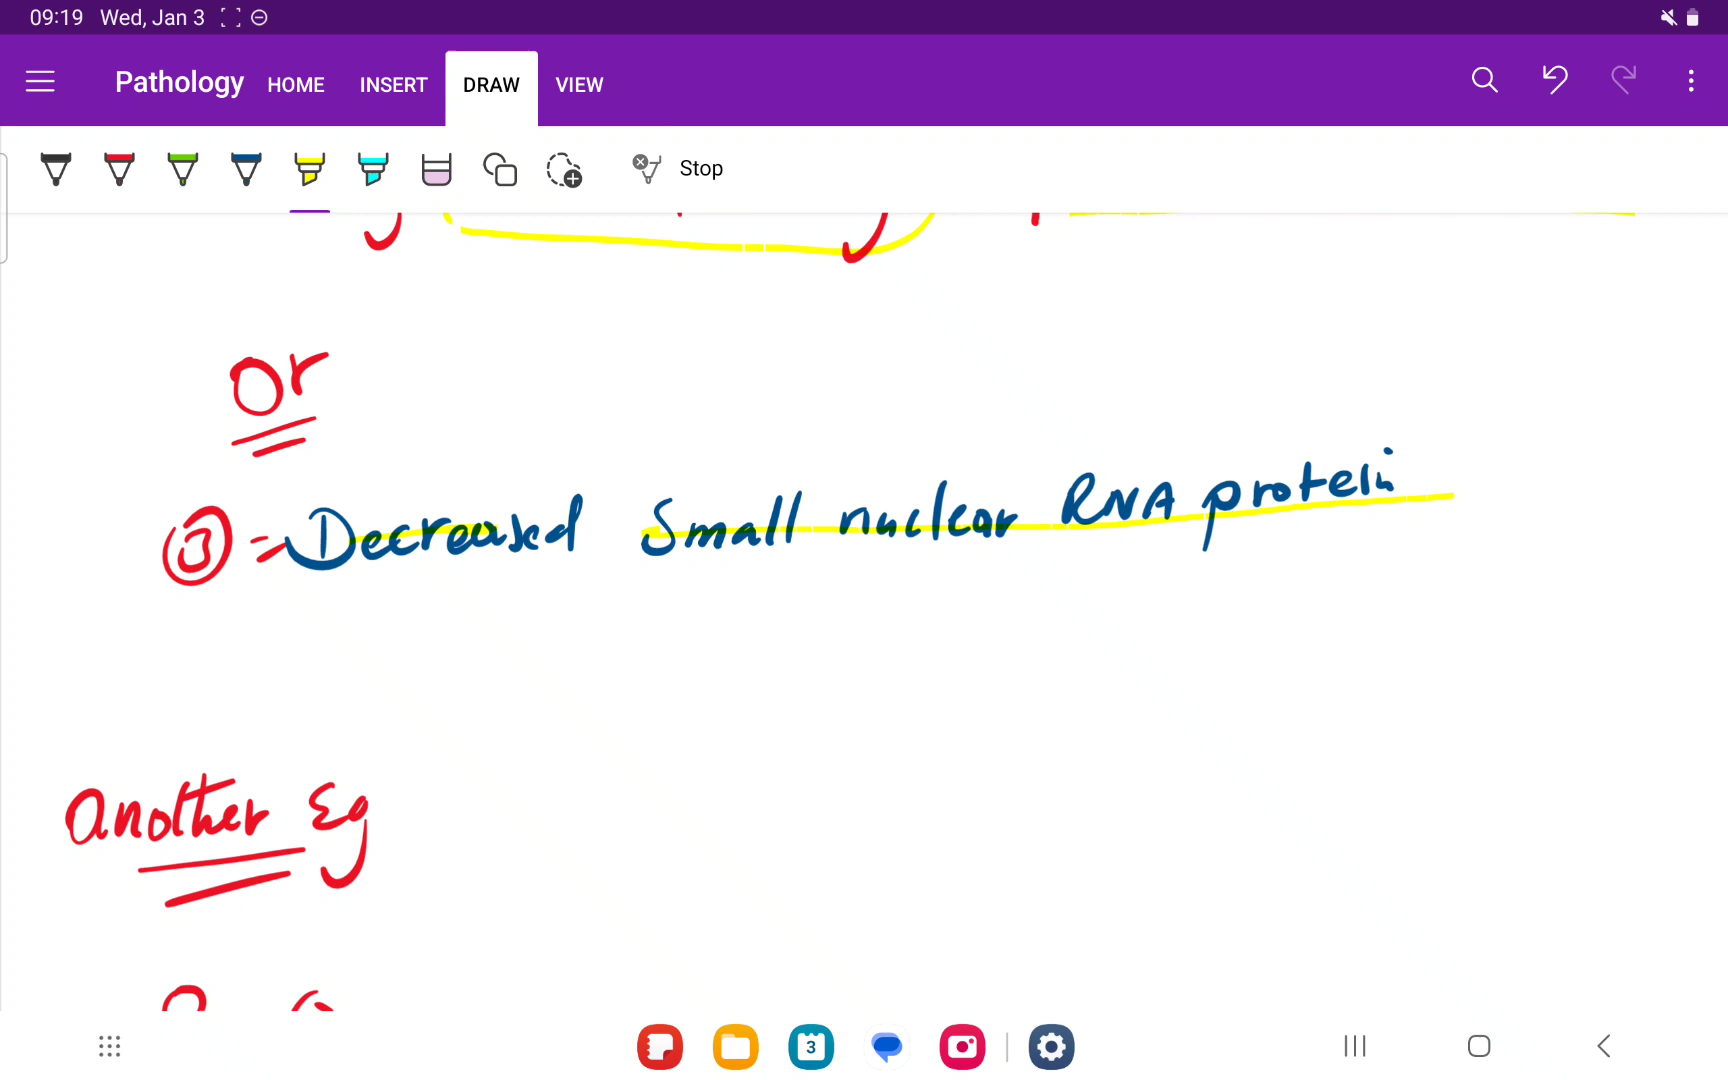 09:19 Wed, Jan 3
Pathology HOME INSERT DRAW VIEW
Stop
Or
③ = Decreased Small nuclear RNA protein
another Eg
3